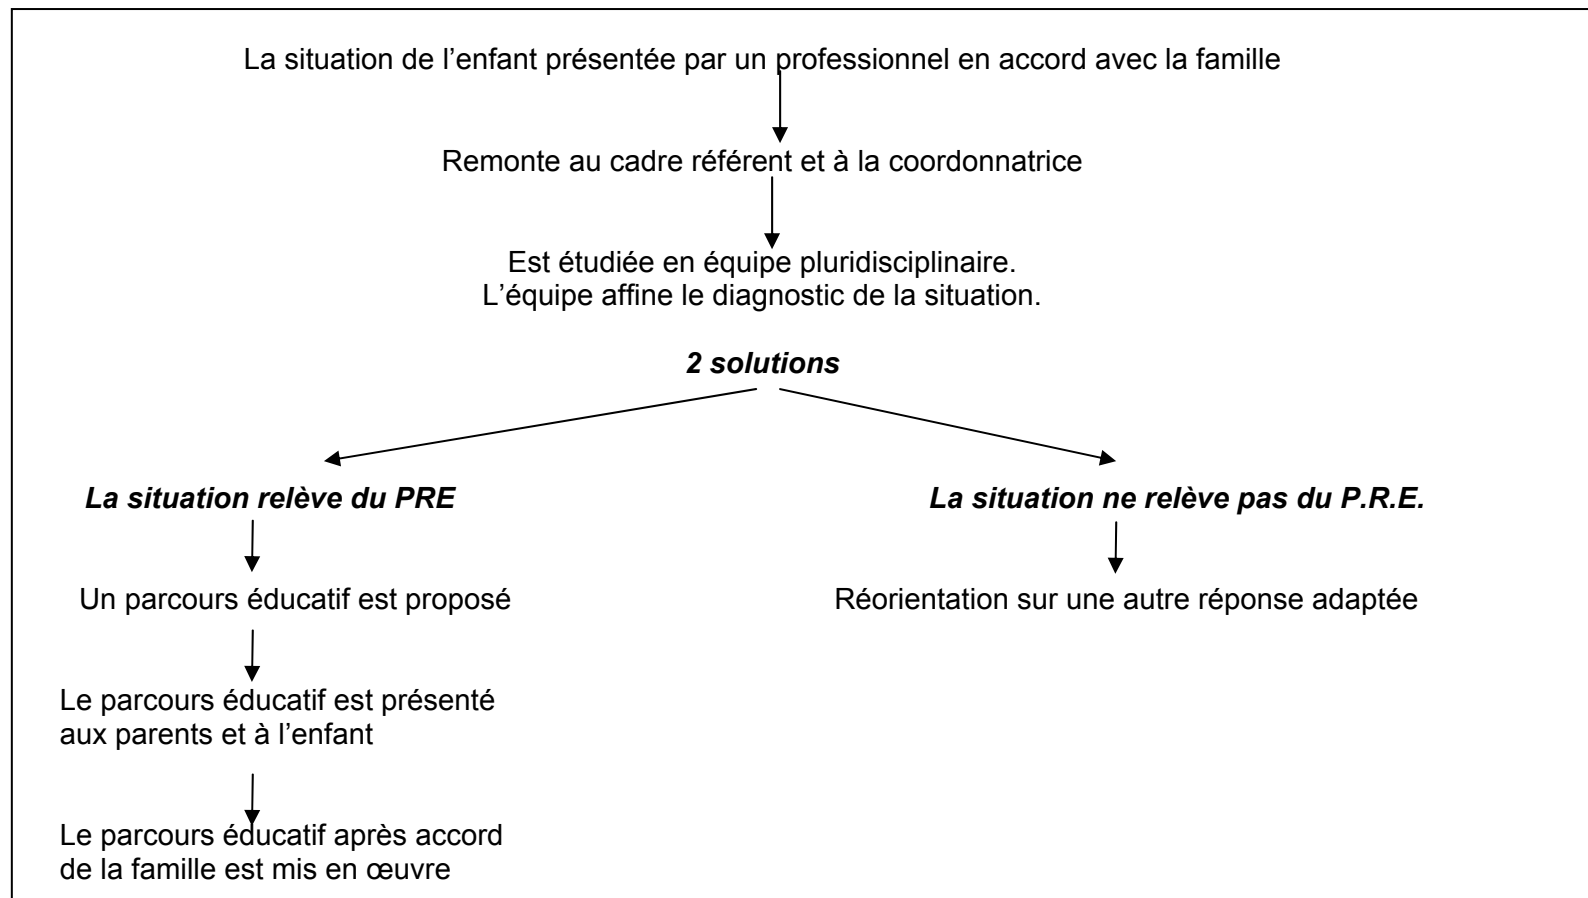 La situation de l’enfant présentée par un professionnel en accord avec la famille
Remonte au cadre référent et à la coordonnatrice
Est étudiée en équipe pluridisciplinaire.
L’équipe affine le diagnostic de la situation.
2 solutions
La situation relève du PRE
La situation ne relève pas du P.R.E.
Un parcours éducatif est proposé
Réorientation sur une autre réponse adaptée
Le parcours éducatif est présenté
aux parents et à l’enfant
Le parcours éducatif après accord
de la famille est mis en œuvre